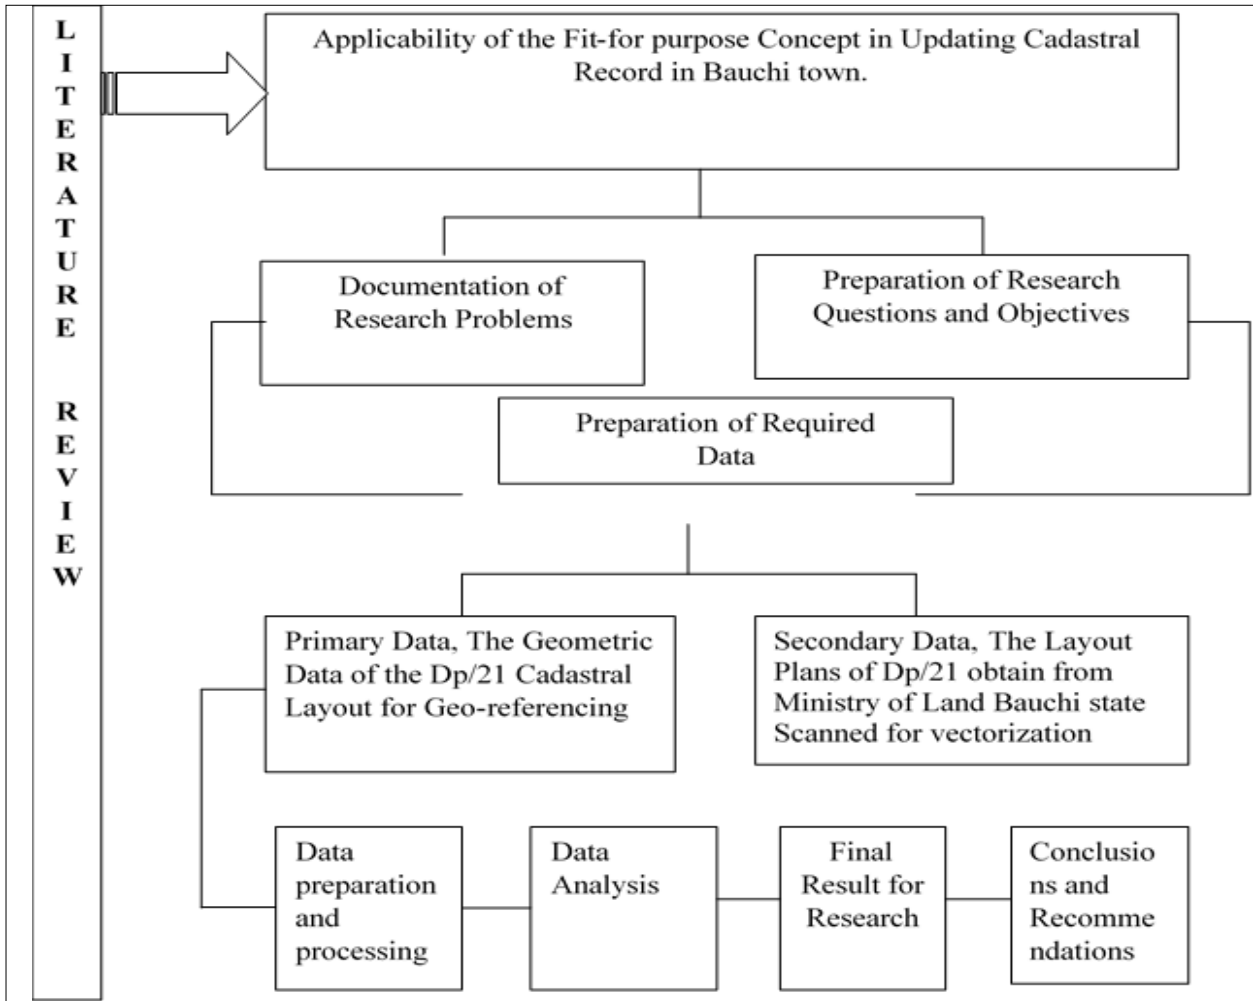 LITERATURE REVIEW
Applicability of the Fit-for purpose Concept in Updating Cadastral
Record in Bauchi town.
Documentation of
Research Problems
Preparation of Research
Questions and Objectives
Preparation of Required
Data
Primary Data, The Geometric
Data of the Dp/21 Cadastral
Layout for Geo-referencing
Secondary Data, The Layout
Plans of Dp/21 obtain from
Ministry of Land Bauchi state
Scanned for vectorization
Data
preparation
and
processing
Data
Analysis
Final
Result for
Research
Conclusio
ns and
Recomme
ndations